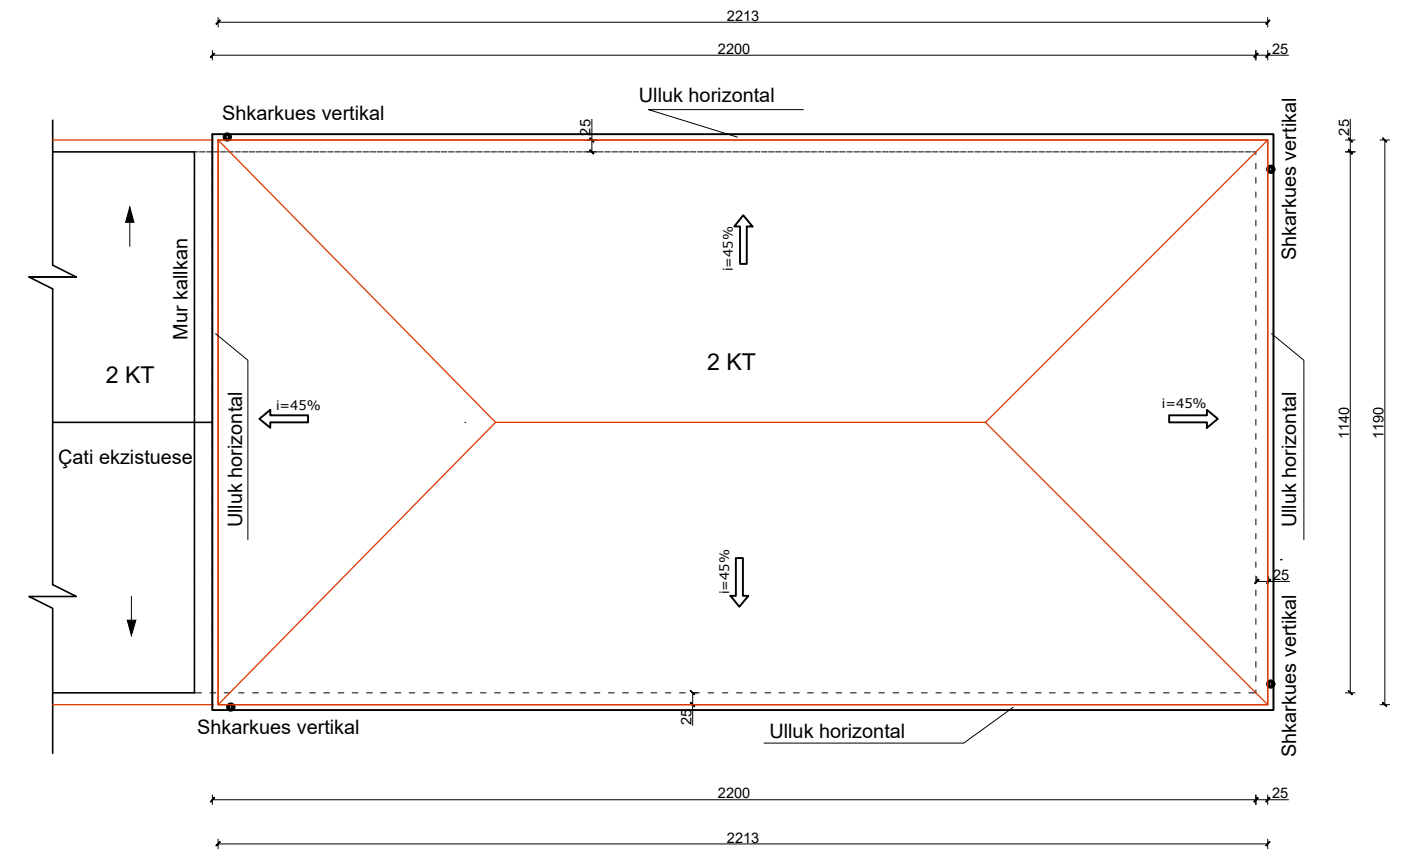 2213
2200
25
Ulluk horizontal
Shkarkues vertikal
25
Shkarkues vertikal
25
Mur kallkan
i=45%
2 KT
2 KT
i=45%
i=45%
Ulluk horizontal
Ulluk horizontal
1140
1190
Çati ekzistuese
i=45%
25
Shkarkues vertikal
25
Shkarkues vertikal
Ulluk horizontal
2200
25
2213